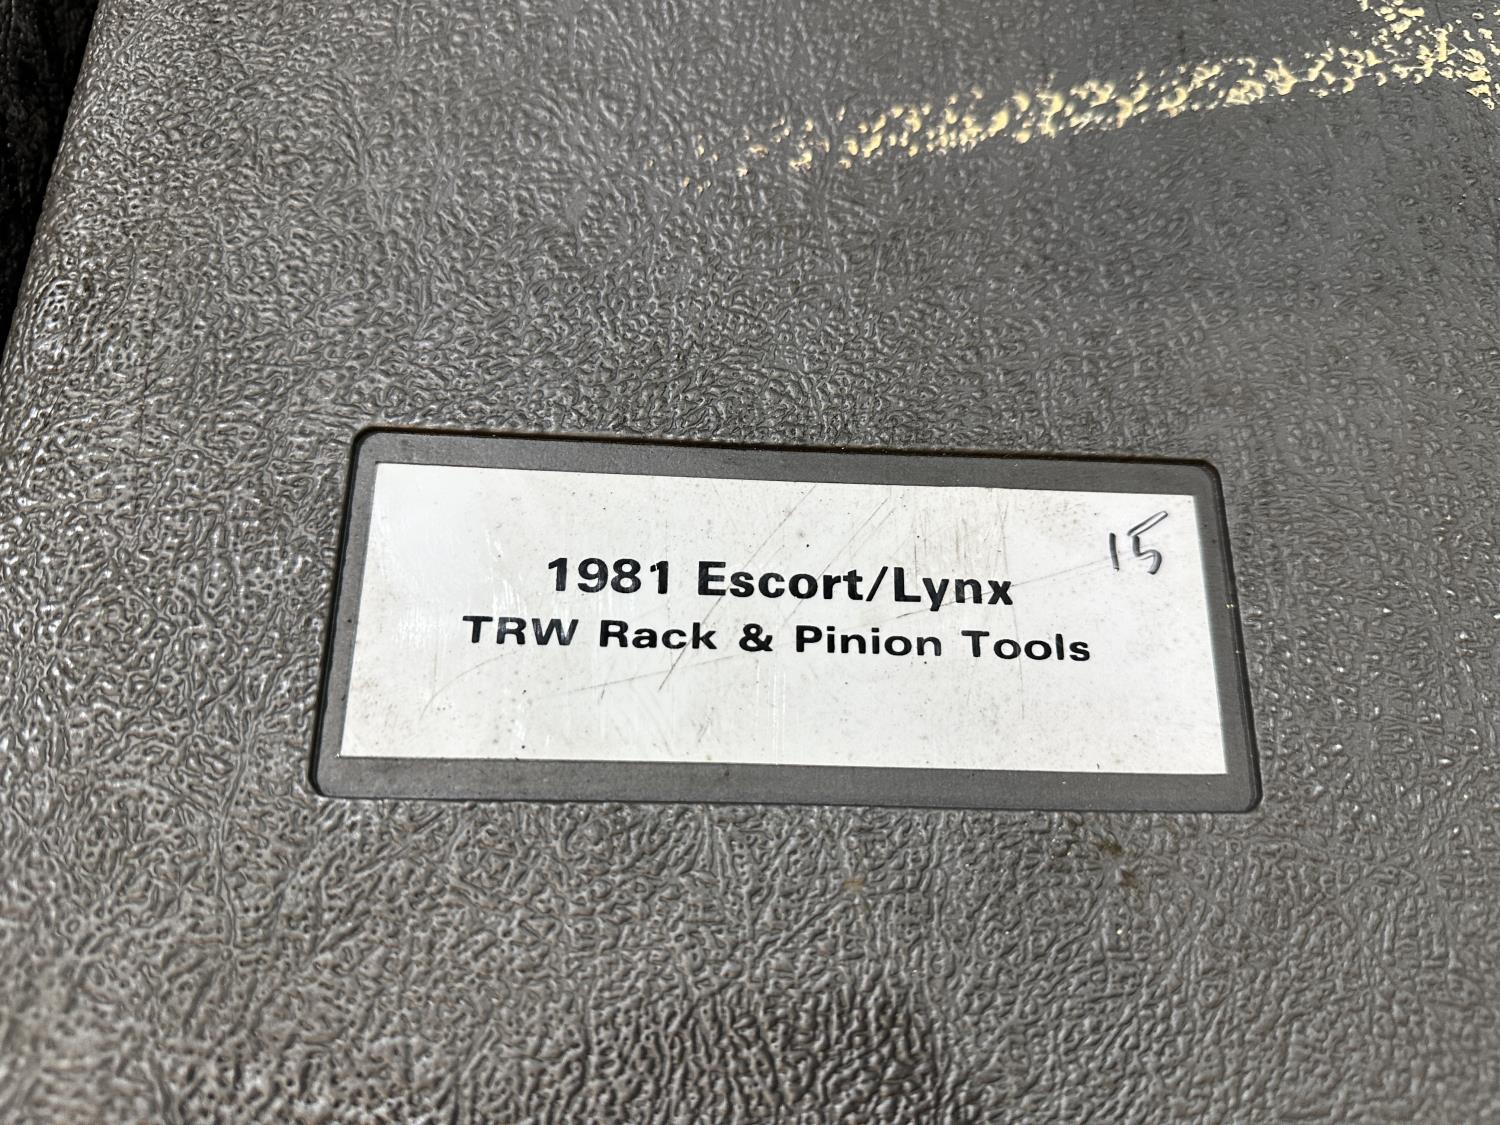 15
1981 Escort/Lynx
TRW Rack & Pinion Tools